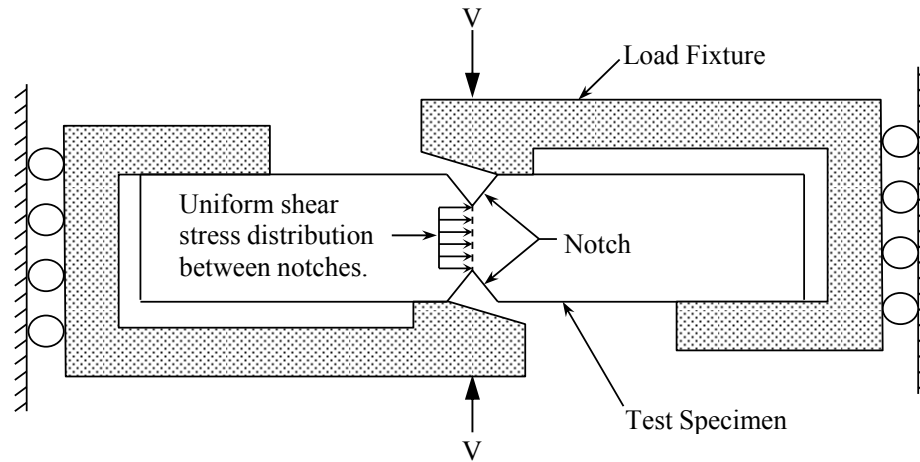 V
Load Fixture
Uniform shear
stress distribution
between notches.
Notch
Test Specimen
V